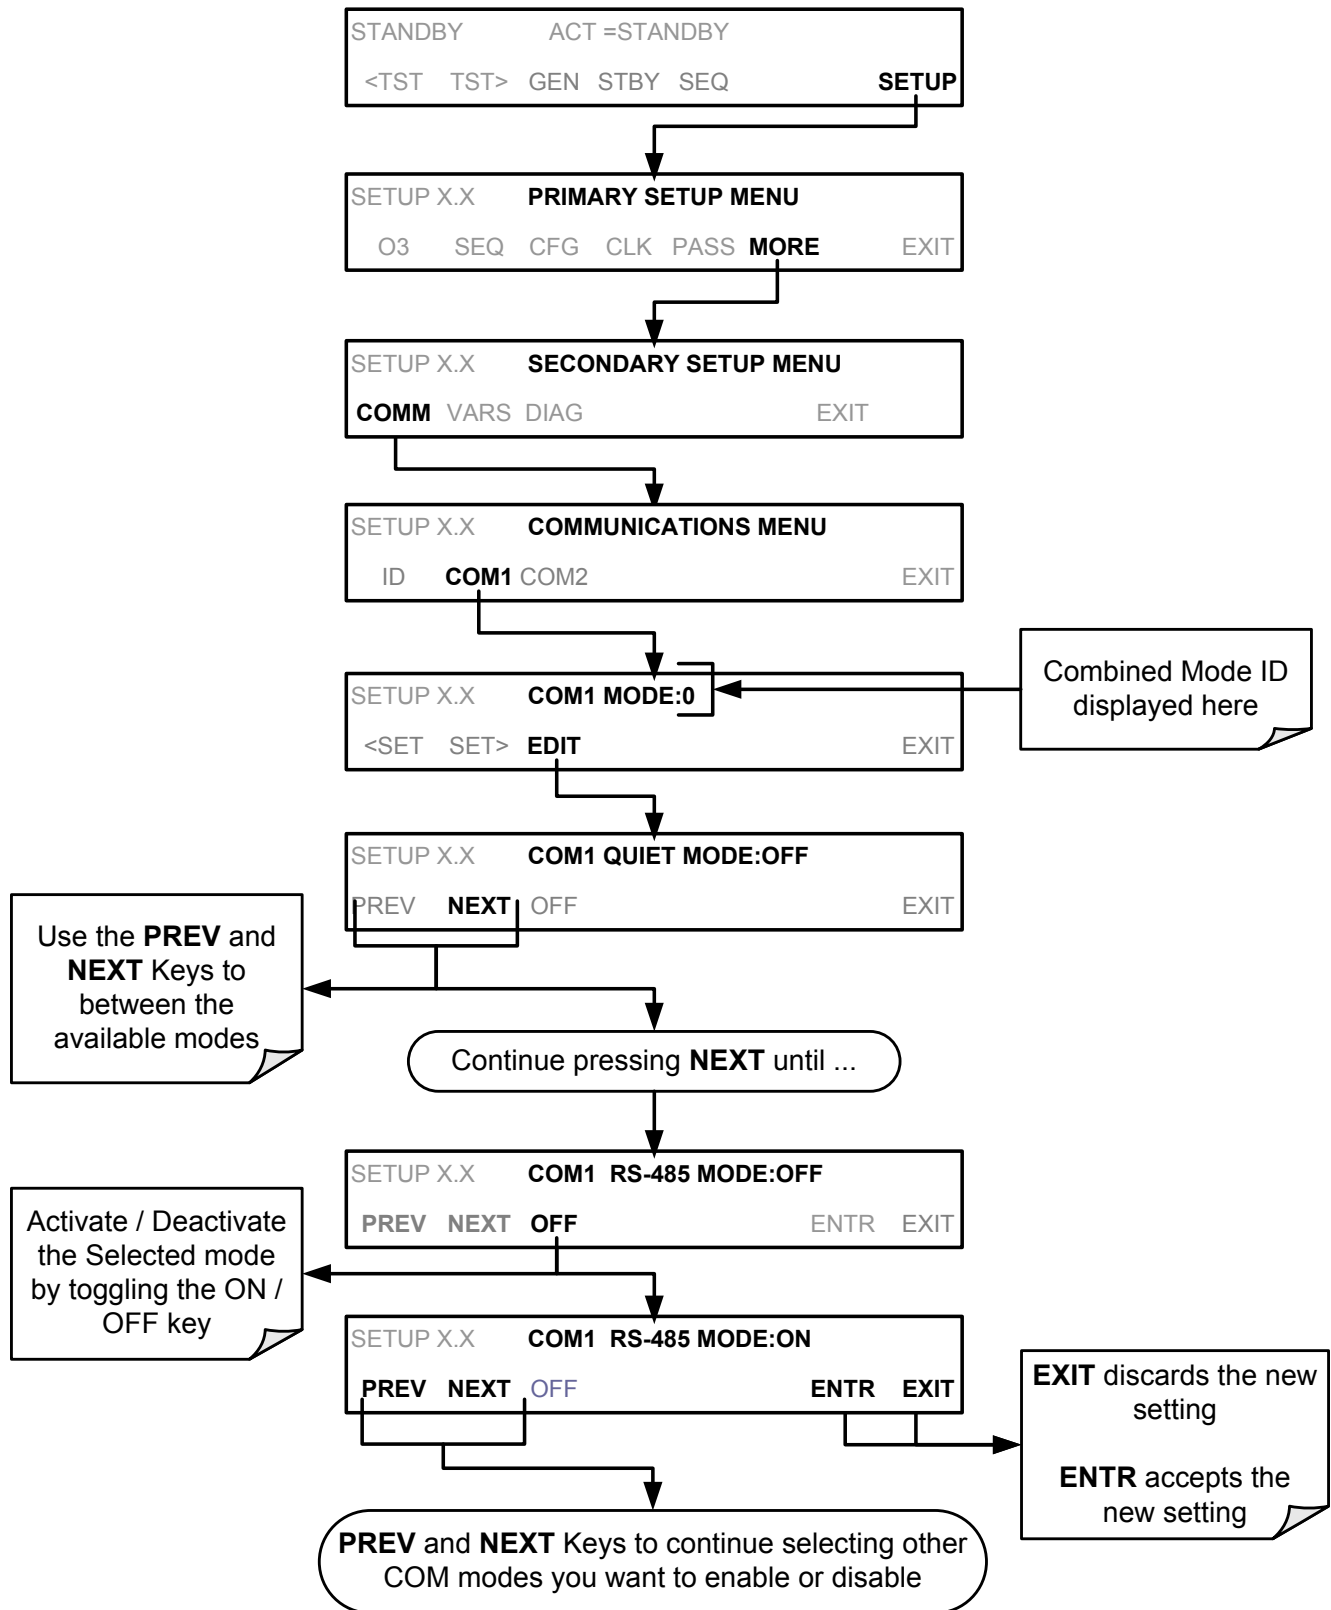 STANDBY ACT =STANDBY
<TST TST> GEN STBY SEQ SETUP
SETUP X.X PRIMARY SETUP MENU
O3 SEQ CFG CLK PASS MORE EXIT
SETUP X.X SECONDARY SETUP MENU
COMM VARS DIAG EXIT
SETUP X.X COMMUNICATIONS MENU
ID COM1 COM2 EXIT
SETUP X.X COM1 MODE:0
<SET SET> EDIT EXIT
Combined Mode ID
displayed here
SETUP X.X COM1 QUIET MODE:OFF
PREV NEXT OFF EXIT
Use the PREV and
NEXT Keys to
between the
available modes
Continue pressing NEXT until ...
SETUP X.X COM1 RS-485 MODE:OFF
PREV NEXT OFF ENTR EXIT
Activate / Deactivate
the Selected mode
by toggling the ON /
OFF key
SETUP X.X COM1 RS-485 MODE:ON
PREV NEXT OFF ENTR EXIT
EXIT discards the new
setting
ENTR accepts the
new setting
PREV and NEXT Keys to continue selecting other
COM modes you want to enable or disable